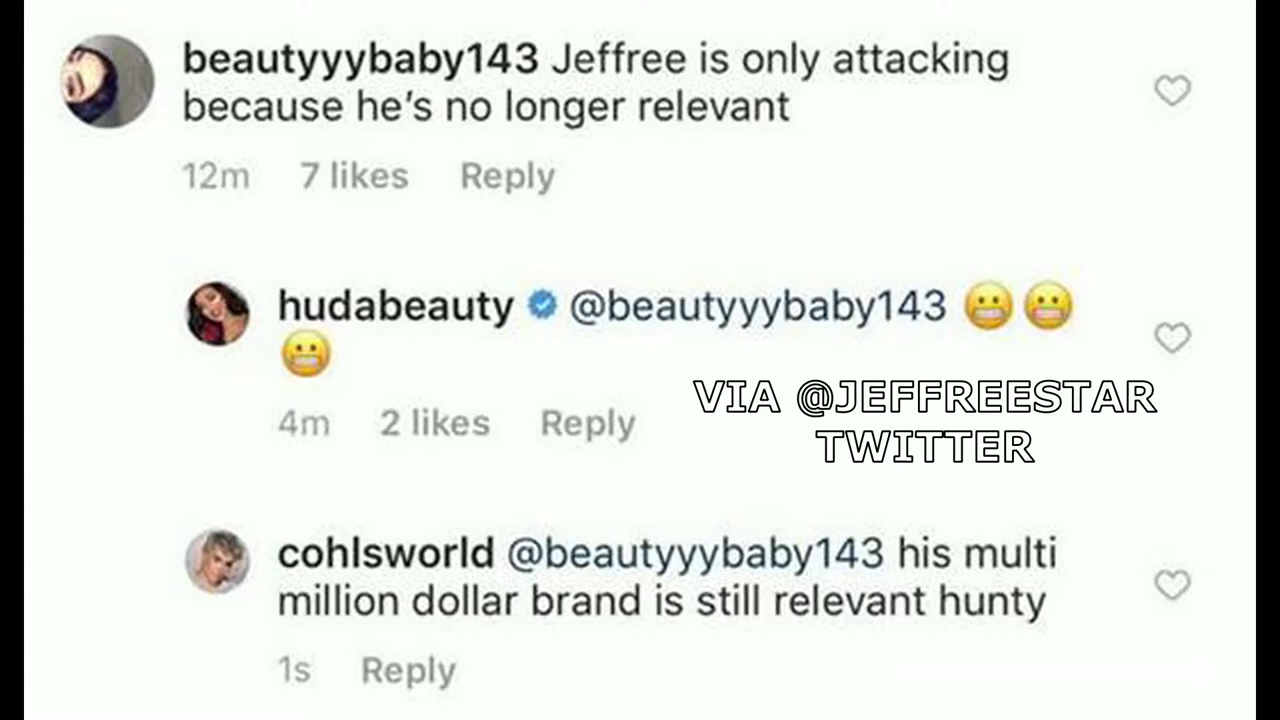 beautyyybaby143 Jeffree is only attacking
because he's no longer relevant
12m 7 likes Reply
hudabeauty @beautyyybaby143 😬😬
😬
4m 2 likes Reply
VIA @JEFFREESTAR
TWITTER
cohlsworld @beautyyybaby143 his multi
million dollar brand is still relevant hunty
1s Reply